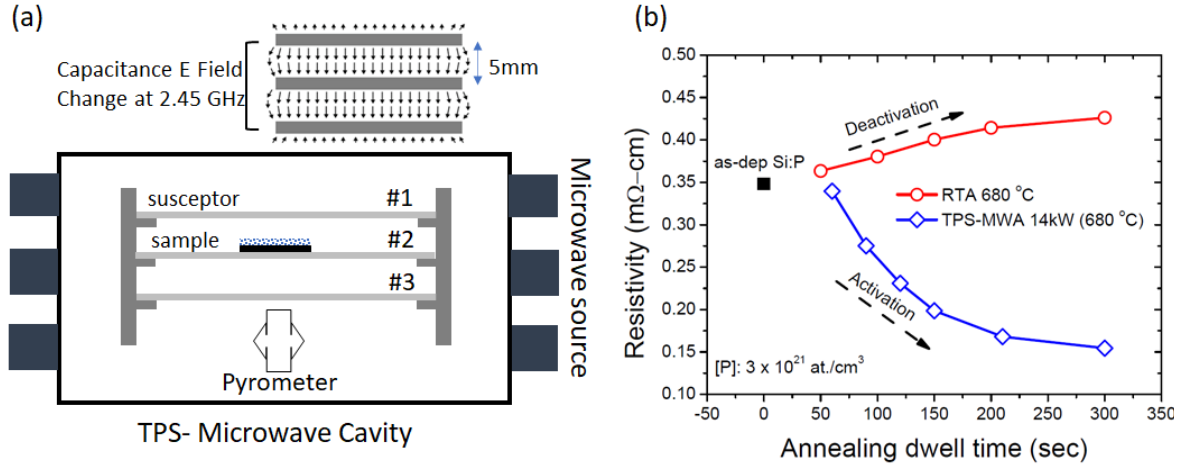 (a)
Capacitance E Field
Change at 2.45 GHz
5mm
susceptor
#1
sample
#2
#3
Pyrometer
Microwave source
TPS- Microwave Cavity
(b)
0.50
0.45
0.40
0.35
0.30
0.25
0.20
0.15
0.10
Resistivity (mΩ−cm)
Deactivation
as-dep Si:P
RTA 680 °C
TPS-MWA 14kW (680 °C)
Activation
[P]: 3 x 10²¹ at./cm³
-50 0 50 100 150 200 250 300 350
Annealing dwell time (sec)